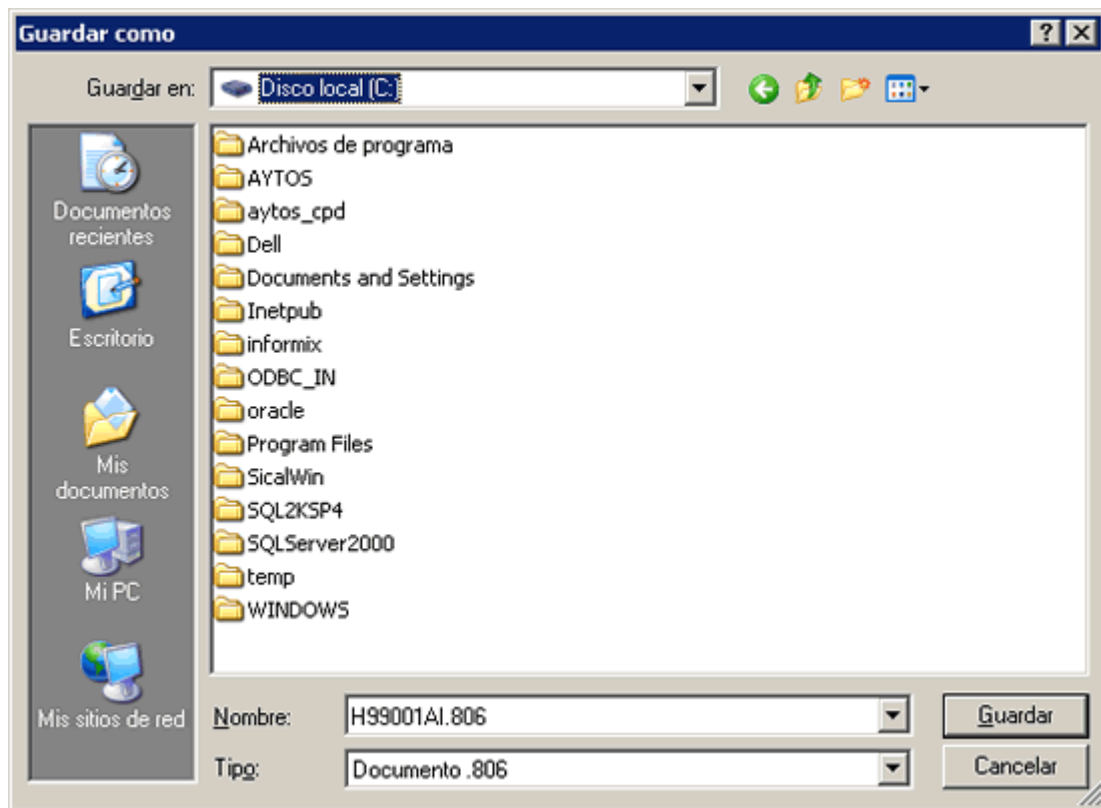 Guardar como
Guardar en:
Disco local (C:)
Documentos
recientes
Escritorio
Mis
documentos
Mi PC
Mis sitios de red
Archivos de programa
AYTOS
aytos_cpd
Dell
Documents and Settings
Inetpub
informix
ODBC_IN
oracle
Program Files
SicalWin
SQL2KSP4
SQLServer2000
temp
WINDOWS
Nombre:
H99001AI.806
Guardar
Tipo:
Documento .806
Cancelar